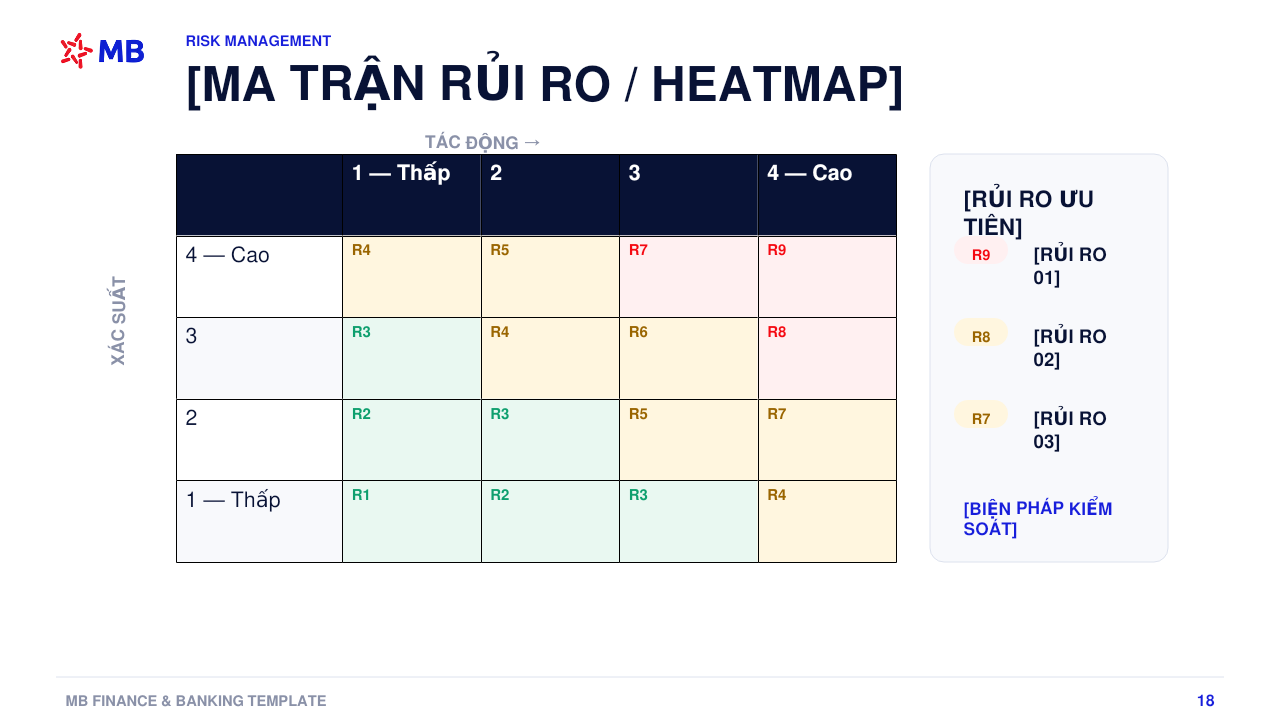 MB
RISK MANAGEMENT
[MA TRẬN RỦI RO / HEATMAP]
TÁC ĐỘNG →
1 — Thấp 2 3 4 — Cao
XÁC SUẤT
4 — Cao R4 R5 R7 R9
3 R3 R4 R6 R8
2 R2 R3 R5 R7
1 — Thấp R1 R2 R3 R4
[RỦI RO ƯU
TIÊN]
R9 [RỦI RO
01]
R8 [RỦI RO
02]
R7 [RỦI RO
03]
[BIỆN PHÁP KIỂM
SOÁT]
MB FINANCE & BANKING TEMPLATE 18